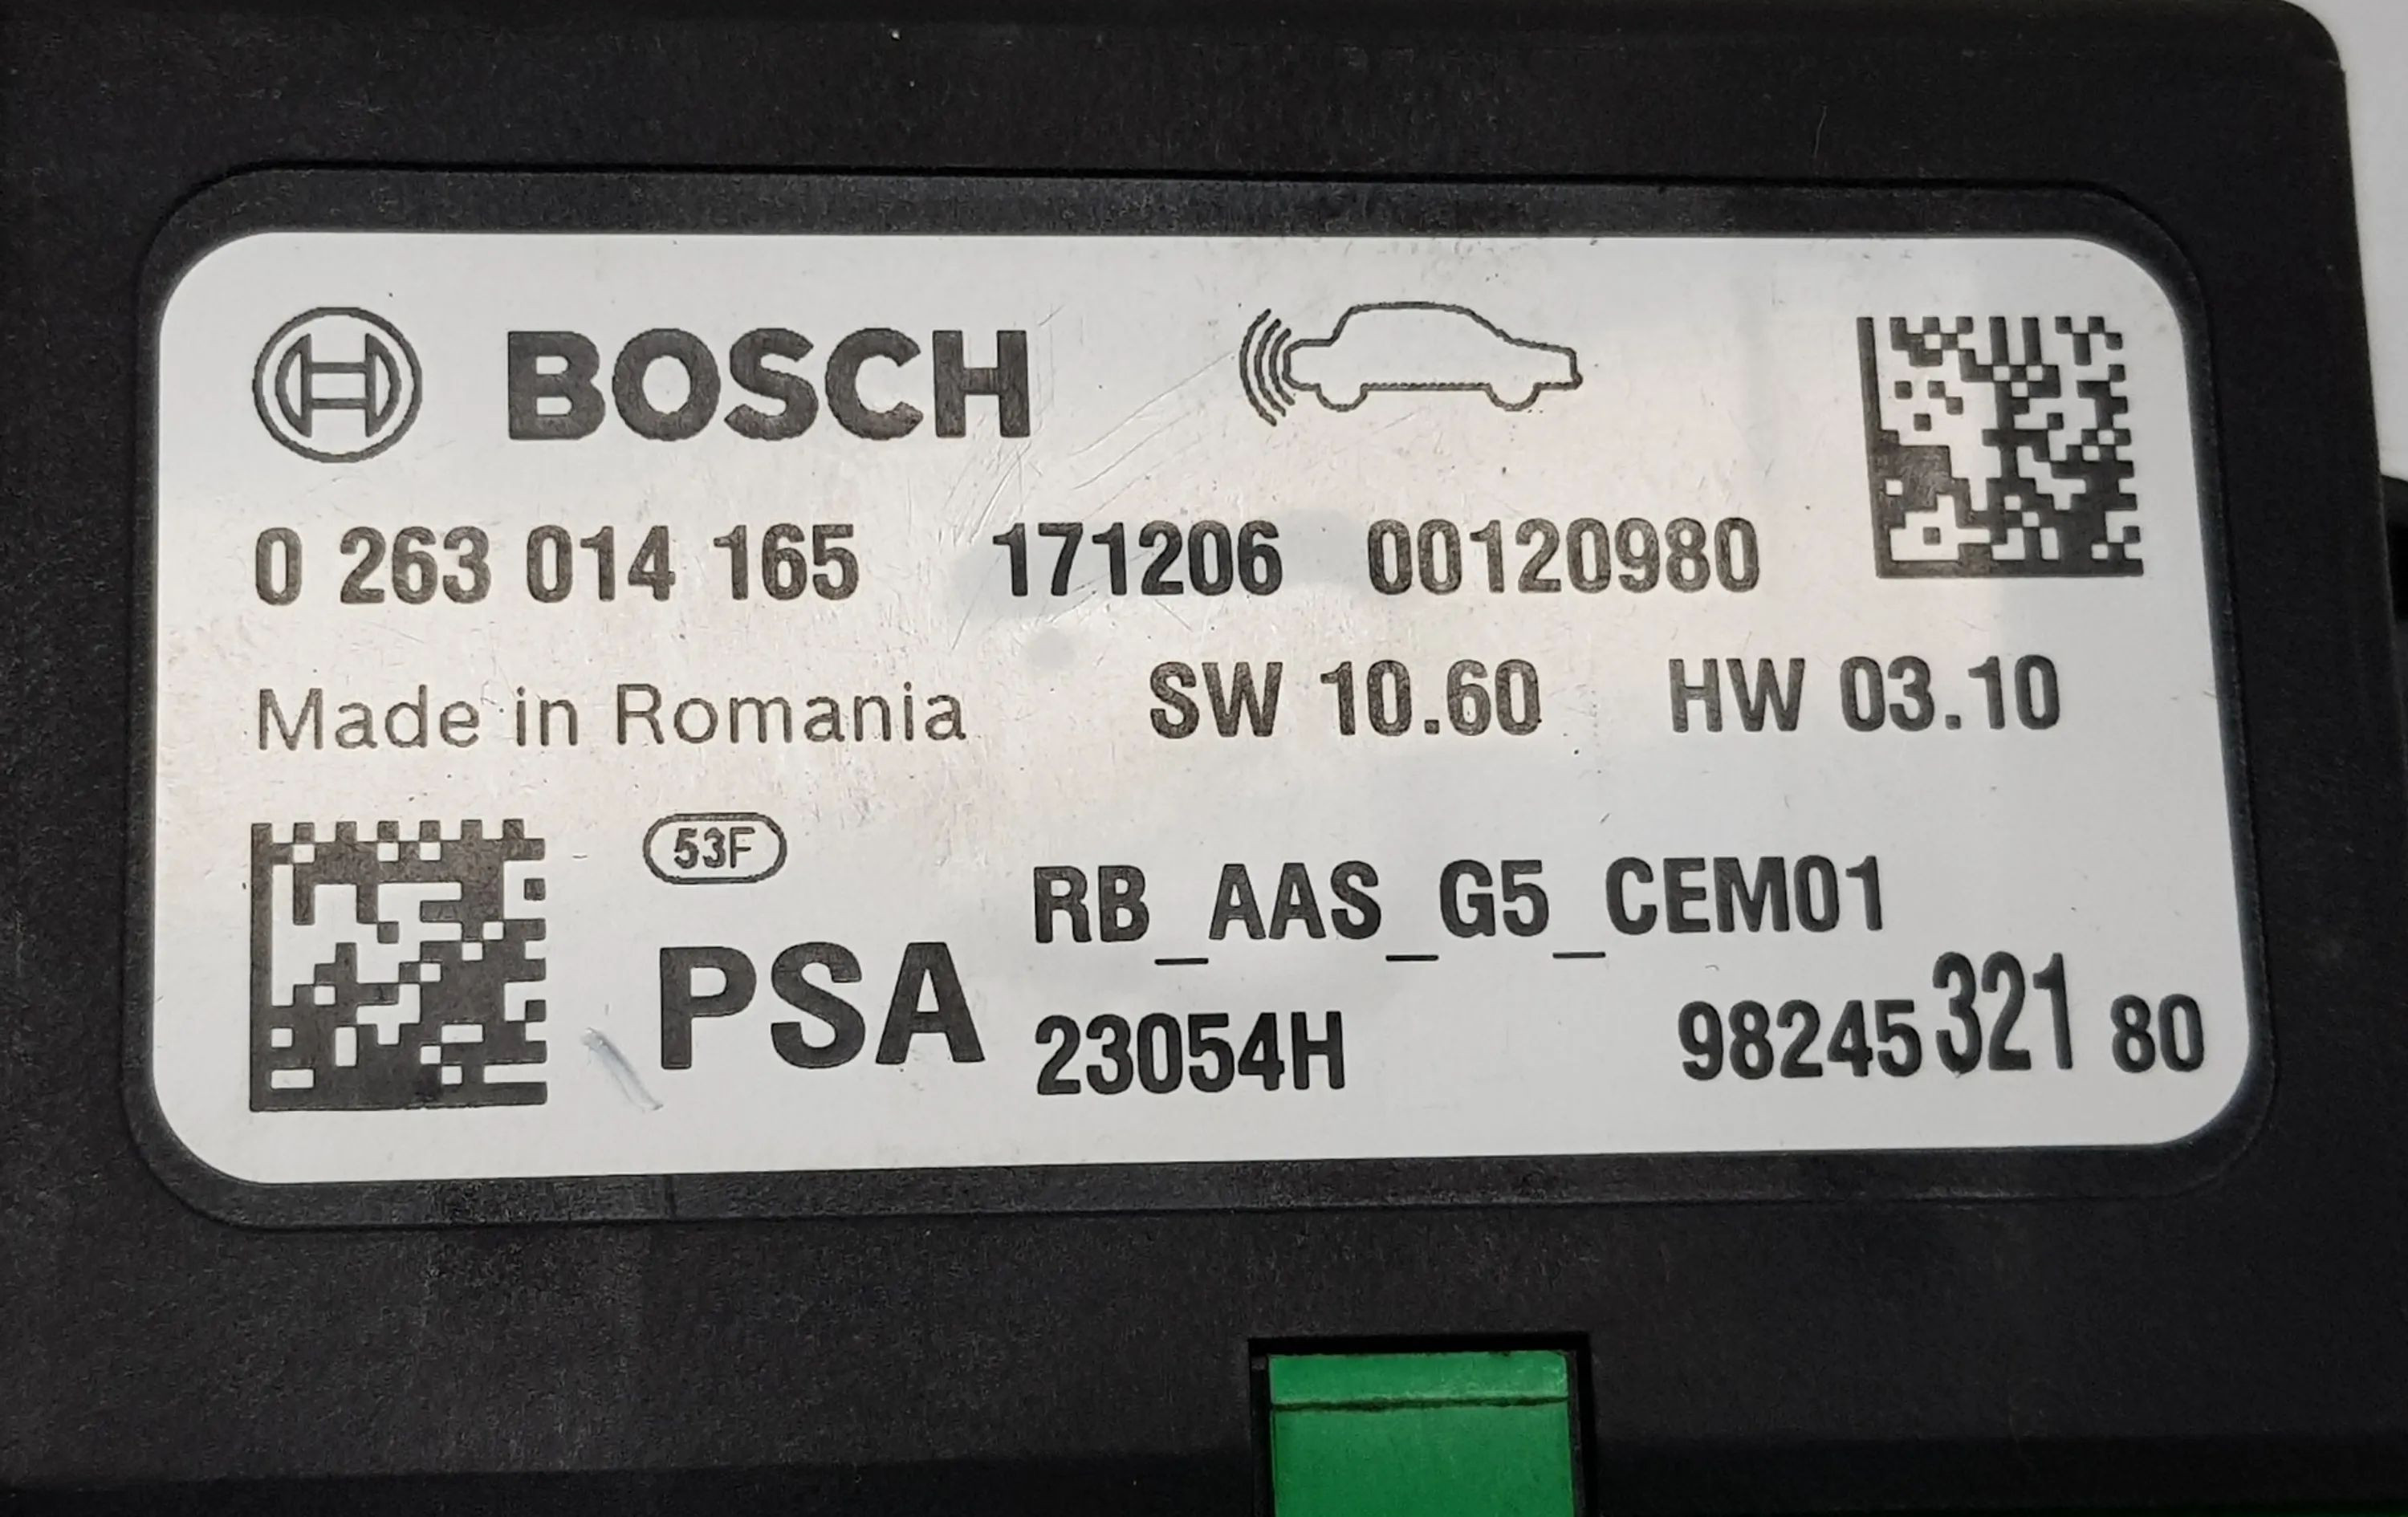 BOSCH
0 263 014 165 171206 00120980
Made in Romania SW 10.60 HW 03.10
53F
PSA RB_AAS_G5_CEM01
23054H 98245 321 80